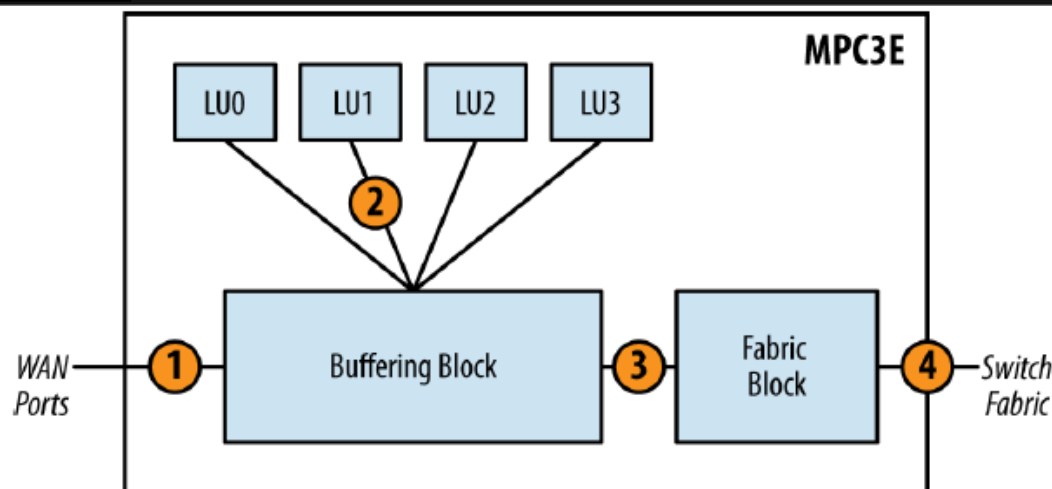 MPC3E
LU0
LU1
LU2
LU3
2
WAN
Ports
1
Buffering Block
3
Fabric
Block
4
Switch
Fabric